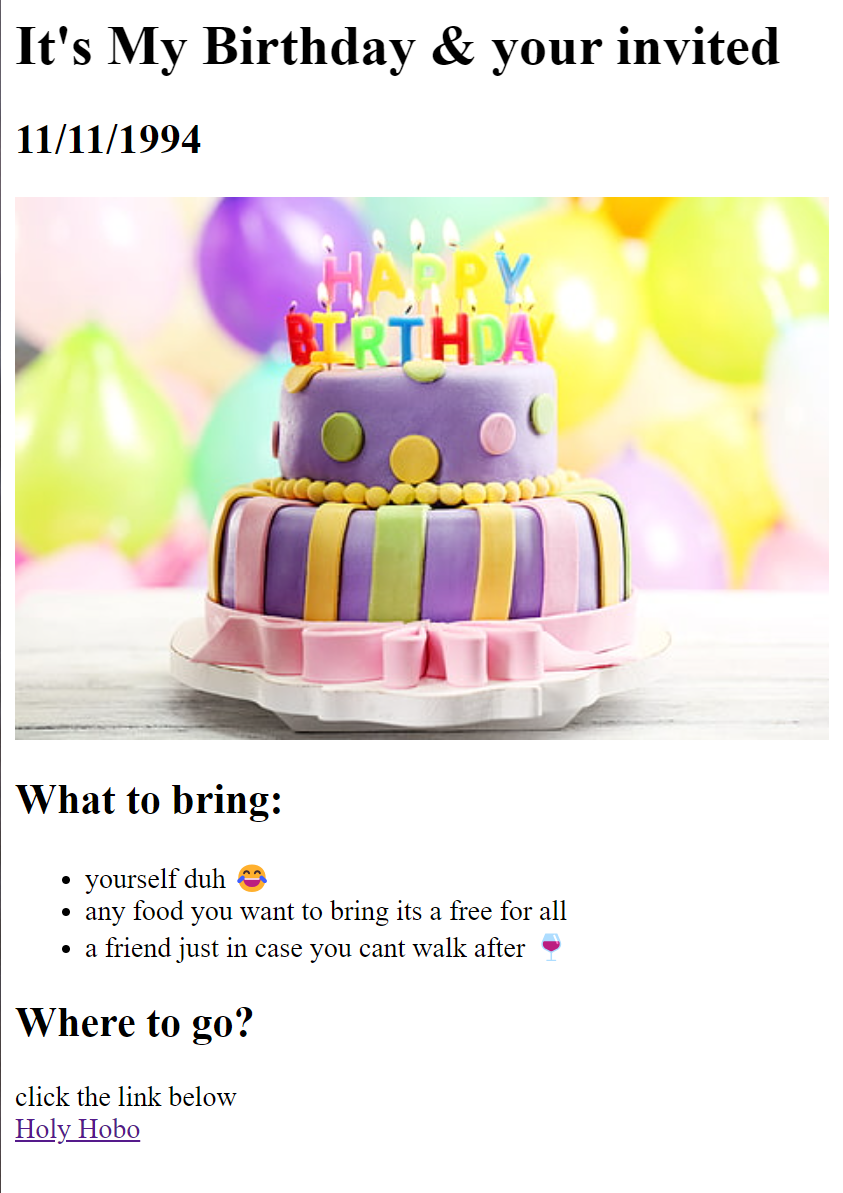 It's My Birthday & your invited
11/11/1994
HAPPY
BIRTHDAY
What to bring:
• yourself duh 😂
• any food you want to bring its a free for all
• a friend just in case you cant walk after 🍷
Where to go?
click the link below
Holy Hobo